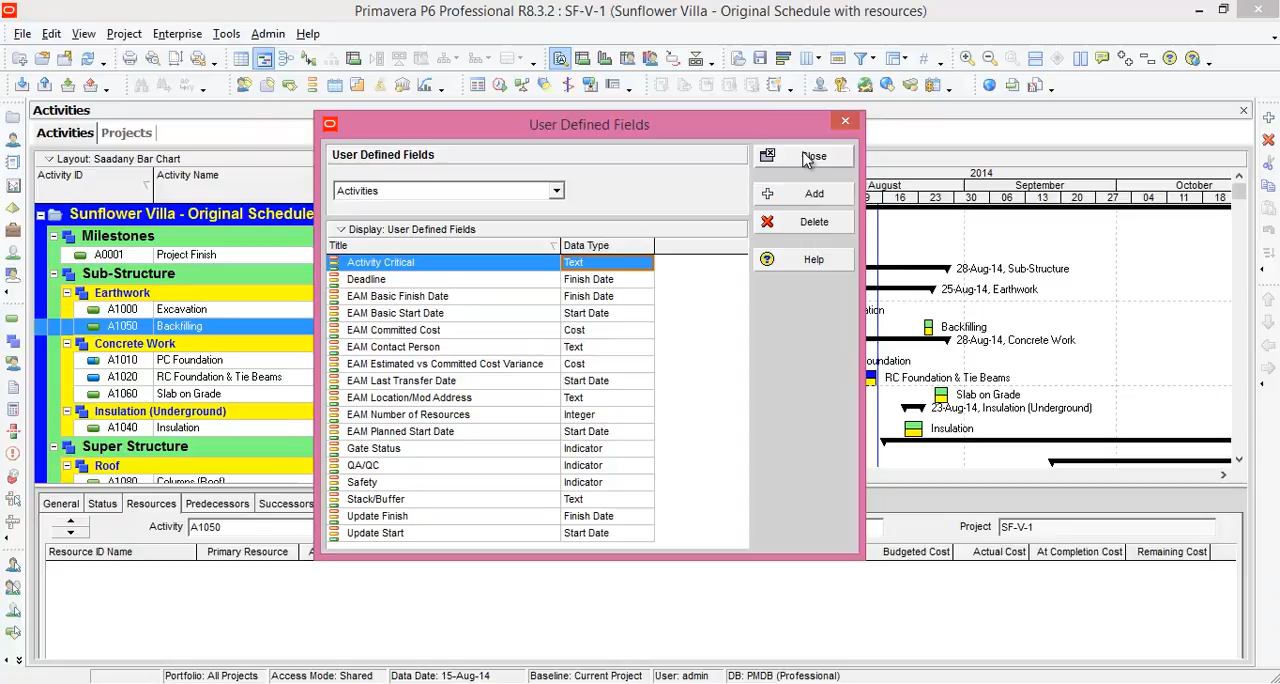 Primavera P6 Professional R8.3.2 : SF-V-1 (Sunflower Villa - Original Schedule with resources)
File Edit View Project Enterprise Tools Admin Help
Activities
Activities Projects
Layout: Saadany Bar Chart
Activity ID Activity Name
Sunflower Villa - Original Schedule
Milestones
A0001 Project Finish
Sub-Structure
Earthwork
A1000 Excavation
A1050 Backfilling
Concrete Work
A1010 PC Foundation
A1020 RC Foundation & Tie Beams
A1060 Slab on Grade
Insulation (Underground)
A1040 Insulation
Super Structure
Roof
A1080 Columns (Roof)
User Defined Fields
User Defined Fields
Activities
Display: User Defined Fields
Title Data Type
Activity Critical Text
Deadline Finish Date
EAM Basic Finish Date Finish Date
EAM Basic Start Date Start Date
EAM Committed Cost Cost
EAM Contact Person Text
EAM Estimated vs Committed Cost Variance Cost
EAM Last Transfer Date Start Date
EAM Location/Mod Address Text
EAM Number of Resources Integer
EAM Planned Start Date Start Date
Gate Status Indicator
QA/QC Indicator
Safety Indicator
Stack/Buffer Text
Update Finish Finish Date
Update Start Start Date
Close
Add
Delete
Help
2014
August September October
16 23 30 06 13 20 27 04 11 18
28-Aug-14, Sub-Structure
25-Aug-14, Earthwork
Backfilling
28-Aug-14, Concrete Work
RC Foundation & Tie Beams
Slab on Grade
23-Aug-14, Insulation (Underground)
Insulation
General Status Resources Predecessors Successors
Activity A1050 Project SF-V-1
Resource ID Name Primary Resource Budgeted Cost Actual Cost At Completion Cost Remaining Cost
Portfolio: All Projects Access Mode: Shared Data Date: 15-Aug-14 Baseline: Current Project User: admin DB: PMDB (Professional)